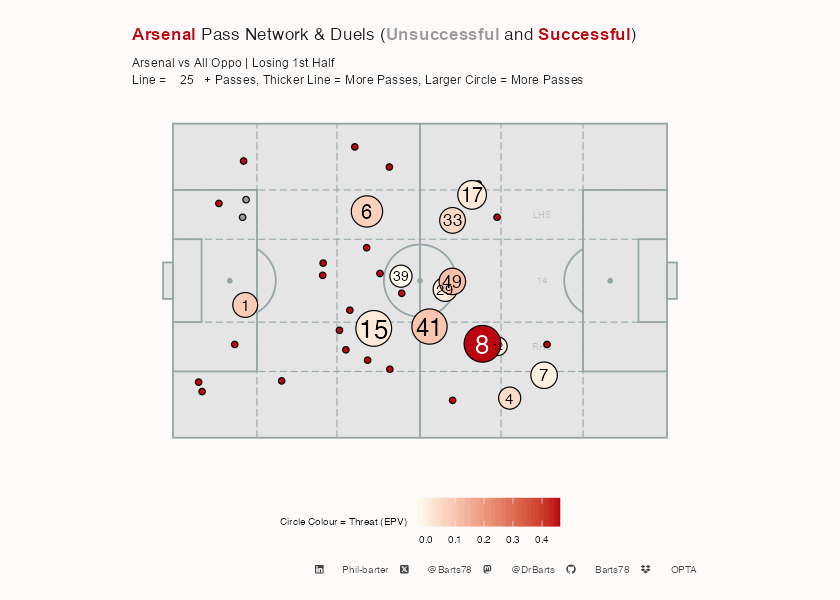 Arsenal Pass Network & Duels (Unsuccessful and Successful)
Arsenal vs All Oppo | Losing 1st Half
Line = 25 + Passes, Thicker Line = More Passes, Larger Circle = More Passes
17
6
33
LHS
39
49
29
14
1
15
41
8
12
7
4
Circle Colour = Threat (EPV)
0.0 0.1 0.2 0.3 0.4
Phil-barter @Barts78 @DrBarts Barts78 OPTA